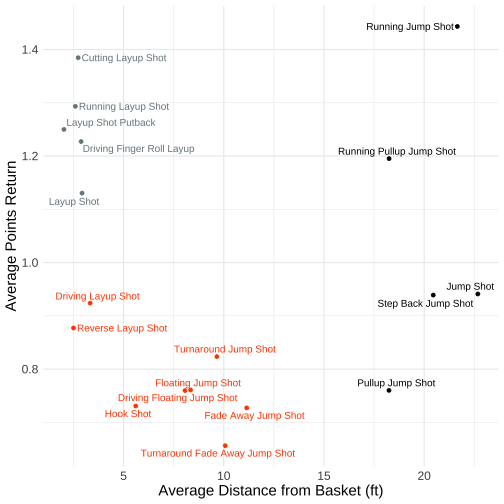 Running Jump Shot
1.4
Cutting Layup Shot
Running Layup Shot
Layup Shot Putback
Driving Finger Roll Layup
Running Pullup Jump Shot
1.2
Layup Shot
Average Points Return
1.0
Jump Shot
Driving Layup Shot
Step Back Jump Shot
Reverse Layup Shot
Turnaround Jump Shot
0.8
Floating Jump Shot
Pullup Jump Shot
Driving Floating Jump Shot
Hook Shot
Fade Away Jump Shot
Turnaround Fade Away Jump Shot
5 10 15 20
Average Distance from Basket (ft)